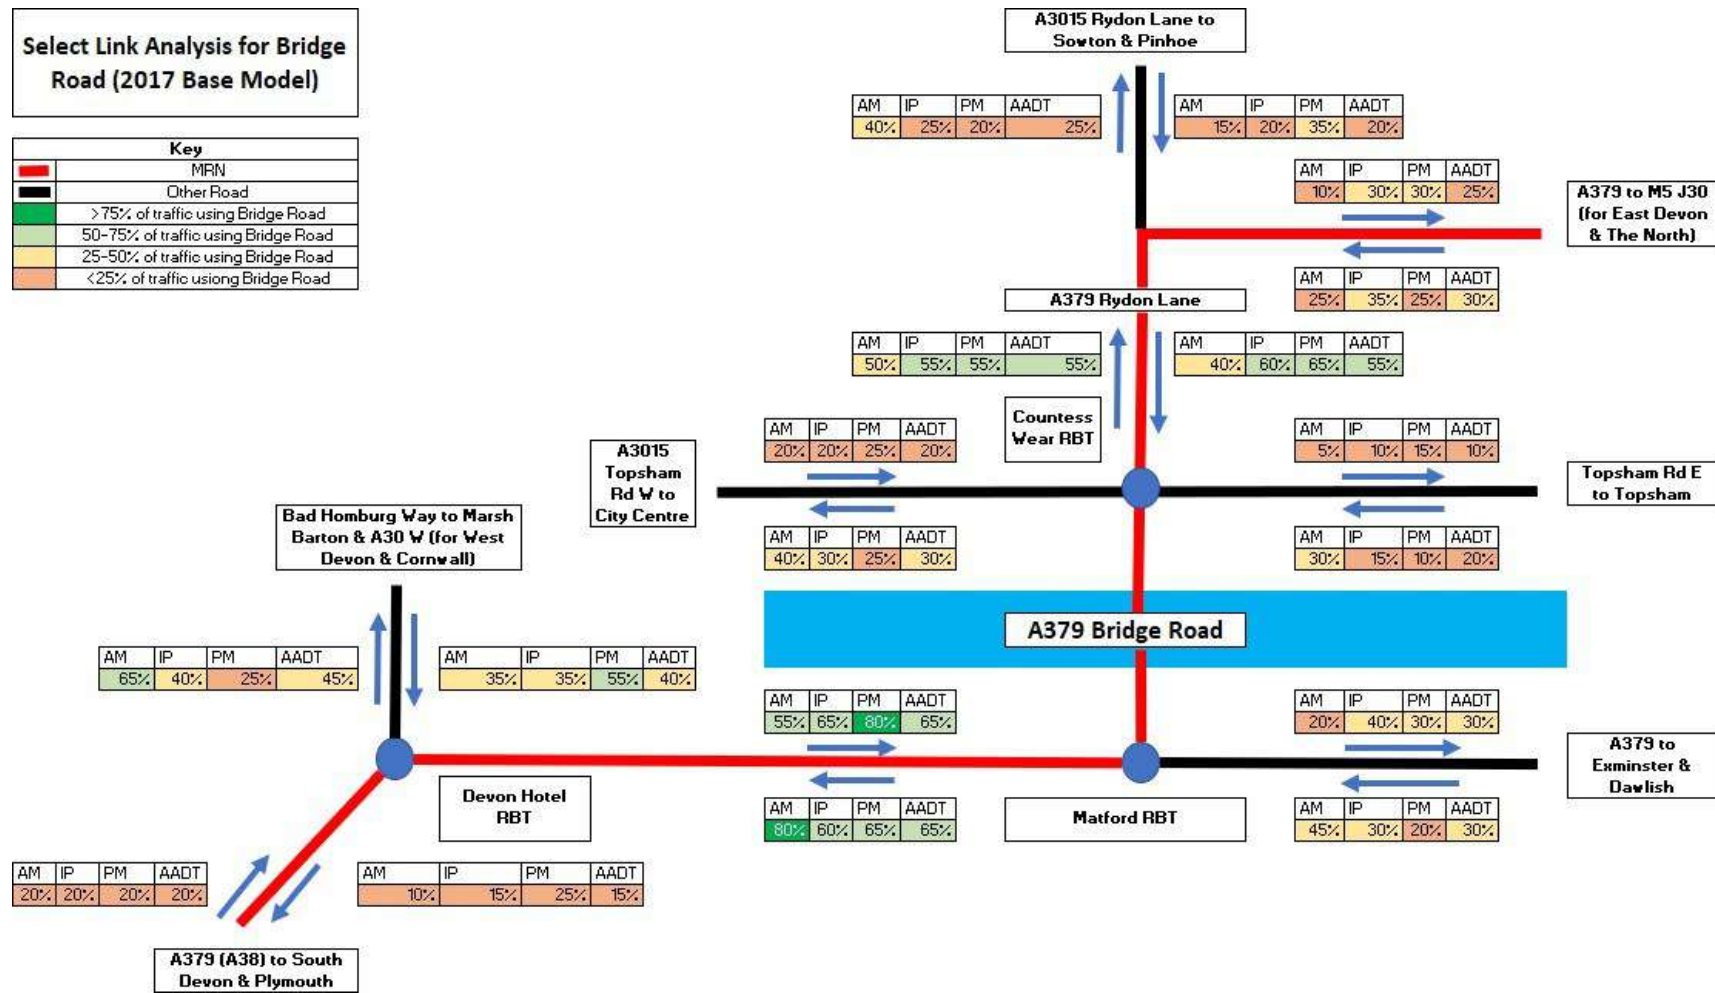 Select Link Analysis for Bridge
Road (2017 Base Model)
Key
MRN
Other Road
>75% of traffic using Bridge Road
50-75% of traffic using Bridge Road
25-50% of traffic using Bridge Road
<25% of traffic usiong Bridge Road
A3015 Rydon Lane to
Sowton & Pinhoe
AM IP PM AADT
40% 25% 20% 25%
AM IP PM AADT
15% 20% 35% 20%
AM IP PM AADT
10% 30% 30% 25%
A379 to M5 J30
(for East Devon
& The North)
AM IP PM AADT
25% 35% 25% 30%
A379 Rydon Lane
AM IP PM AADT
50% 55% 55% 55%
AM IP PM AADT
40% 60% 65% 55%
Countess
Wear RBT
A3015
Topsham
Rd W to
City Centre
AM IP PM AADT
20% 20% 25% 20%
AM IP PM AADT
5% 10% 15% 10%
Topsham Rd E
to Topsham
AM IP PM AADT
40% 30% 25% 30%
AM IP PM AADT
30% 15% 10% 20%
Bad Homburg Way to Marsh
Barton & A30 W (for West
Devon & Cornwall)
A379 Bridge Road
AM IP PM AADT
65% 40% 25% 45%
AM IP PM AADT
35% 35% 55% 40%
AM IP PM AADT
55% 65% 80% 65%
AM IP PM AADT
20% 40% 30% 30%
A379 to
Exminster &
Dawlish
Devon Hotel
RBT
AM IP PM AADT
80% 60% 65% 65%
Matford RBT
AM IP PM AADT
45% 30% 20% 30%
AM IP PM AADT
20% 20% 20% 20%
AM IP PM AADT
10% 15% 25% 15%
A379 (A38) to South
Devon & Plymouth